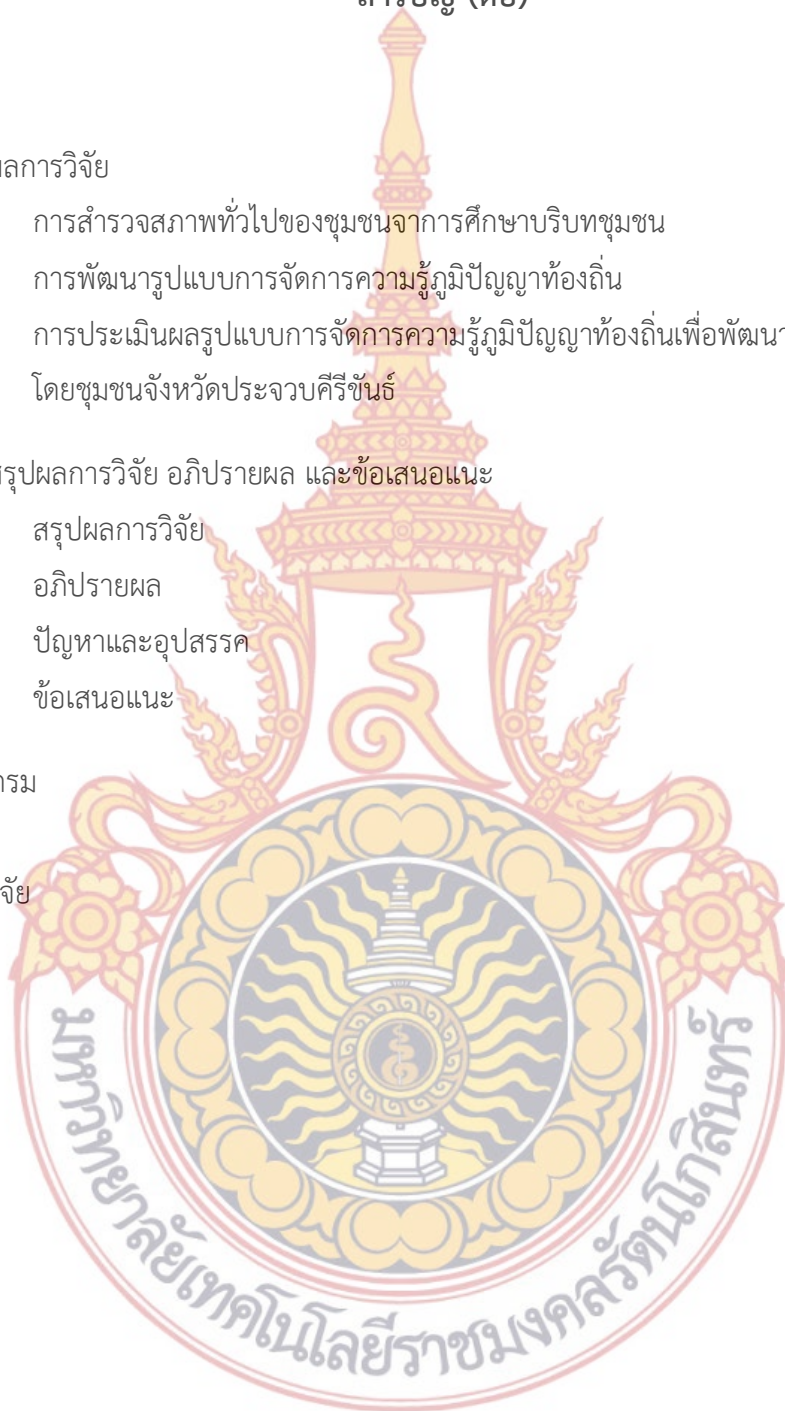 สารบัญ (ต่อ)
ผลการวิจัย
การสำรวจสภาพทั่วไปของชุมชนจาการศึกษาบริบทชุมชน
การพัฒนารูปแบบการจัดการความรู้ภูมิปัญญาท้องถิ่น
การประเมินผลรูปแบบการจัดการความรู้ภูมิปัญญาท้องถิ่นเพื่อพัฒนา
โดยชุมชนจังหวัดประจวบคีรีขันธ์
สรุปผลการวิจัย อภิปรายผล และข้อเสนอแนะ
สรุปผลการวิจัย
อภิปรายผล
ปัญหาและอุปสรรค
ข้อเสนอแนะ
กรม
จัย
มหาวิทยาลัยเทคโนโลยีราชมงคลรัตนโกสินทร์